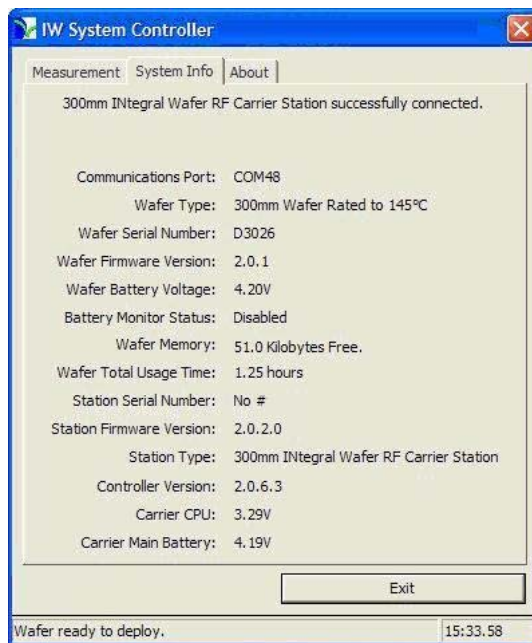 IW System Controller
Measurement System Info About
300mm INtegral Wafer RF Carrier Station successfully connected.
Communications Port: COM48
Wafer Type: 300mm Wafer Rated to 145°C
Wafer Serial Number: D3026
Wafer Firmware Version: 2.0.1
Wafer Battery Voltage: 4.20V
Battery Monitor Status: Disabled
Wafer Memory: 51.0 Kilobytes Free.
Wafer Total Usage Time: 1.25 hours
Station Serial Number: No #
Station Firmware Version: 2.0.2.0
Station Type: 300mm INtegral Wafer RF Carrier Station
Controller Version: 2.0.6.3
Carrier CPU: 3.29V
Carrier Main Battery: 4.19V
Exit
Wafer ready to deploy. 15:33.58